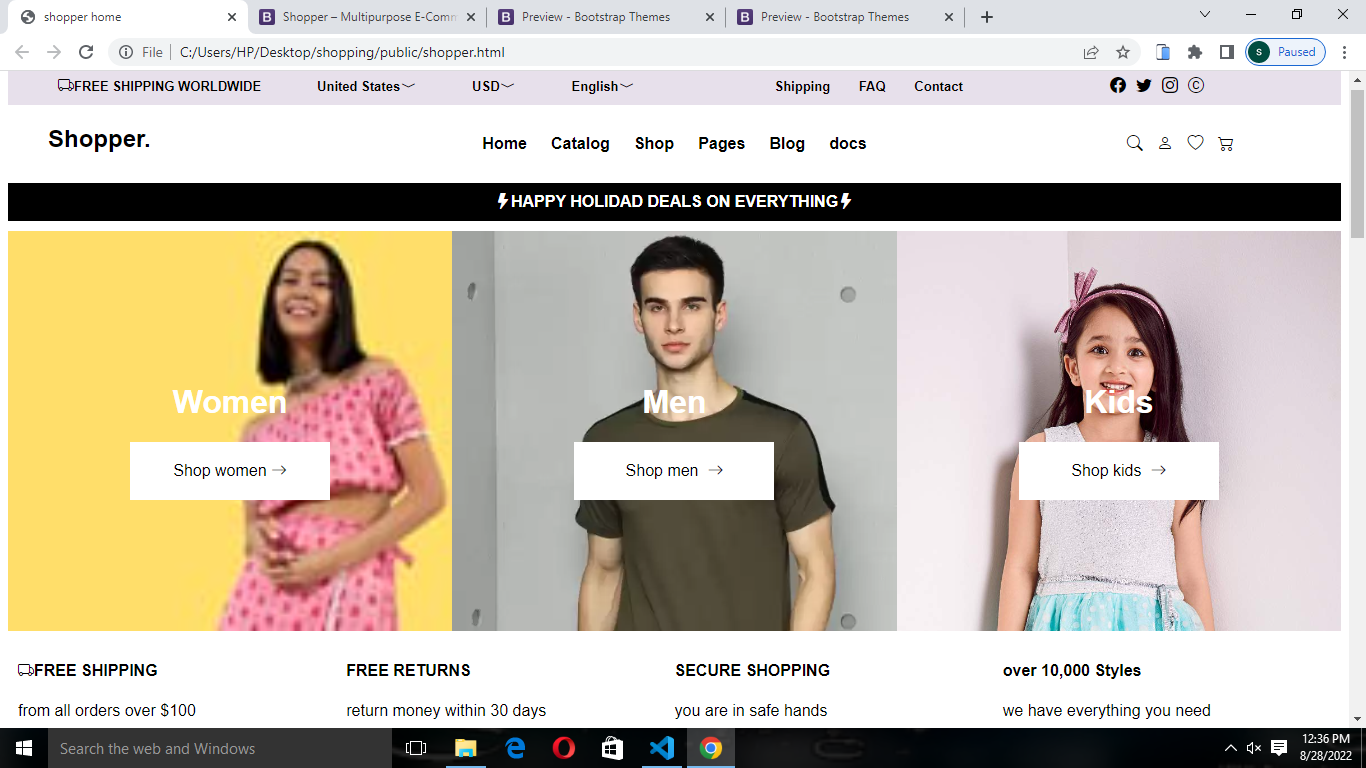 shopper home
Shopper – Multipurpose E-Comm
Preview - Bootstrap Themes
Preview - Bootstrap Themes
File
C:/Users/HP/Desktop/shopping/public/shopper.html
S
Paused
FREE SHIPPING WORLDWIDE
United States
USD
English
Shipping
FAQ
Contact
Shopper.
Home
Catalog
Shop
Pages
Blog
docs
HAPPY HOLIDAD DEALS ON EVERYTHING
Women
Men
Kids
Shop women
Shop men
Shop kids
FREE SHIPPING
FREE RETURNS
SECURE SHOPPING
over 10,000 Styles
from all orders over $100
return money within 30 days
you are in safe hands
we have everything you need
Search the web and Windows
12:36 PM
8/28/2022